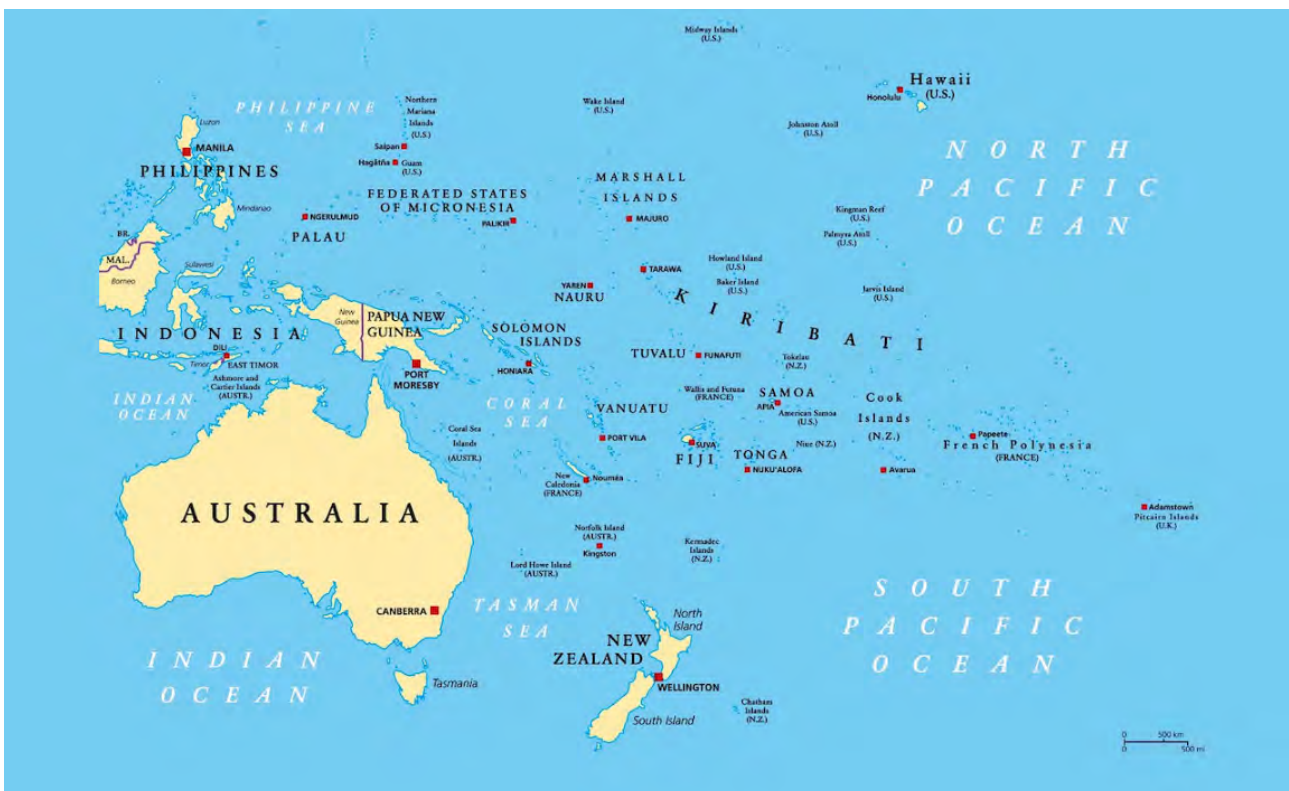 Midway Islands
(U.S.)
Hawaii
(U.S.)
Honolulu
PHILIPPINE
SEA
Luzon
Northern
Mariana
Islands
(U.S.)
Wake Island
(U.S.)
Johnston Atoll
(U.S.)
MANILA
PHILIPPINES
Saipan
Hagåtña
Guam
(U.S.)
NORTH
PACIFIC
OCEAN
MARSHALL
ISLANDS
MAJURO
FEDERATED STATES
OF MICRONESIA
PALIKIR
Mindanao
NGERULMUD
PALAU
Kingman Reef
(U.S.)
Palmyra Atoll
(U.S.)
BR.
MAL.
Borneo
Sulawesi
TARAWA
Howland Island
(U.S.)
Baker Island
(U.S.)
Jarvis Island
(U.S.)
YAREN
NAURU
KIRIBATI
INDONESIA
New
Guinea
PAPUA NEW
GUINEA
SOLOMON
ISLANDS
HONIARA
TUVALU
FUNAFUTI
Tokelau
(N.Z.)
DILI
Timor
EAST TIMOR
PORT
MORESBY
Ashmore and
Cartier Islands
(AUSTR.)
INDIAN
OCEAN
CORAL
SEA
Coral Sea
Islands
(AUSTR.)
VANUATU
PORT VILA
Wallis and Futuna
(FRANCE)
SAMOA
APIA
American Samoa
(U.S.)
Cook
Islands
(N.Z.)
SUVA
FIJI
TONGA
NUKU'ALOFA
Niue (N.Z.)
Avarua
Papeete
French Polynesia
(FRANCE)
New
Caledonia
(FRANCE)
Nouméa
Adamstown
Pitcairn Islands
(U.K.)
AUSTRALIA
Norfolk Island
(AUSTR.)
Kingston
Kermadec
Islands
(N.Z.)
Lord Howe Island
(AUSTR.)
CANBERRA
TASMAN
SEA
SOUTH
PACIFIC
OCEAN
North
Island
NEW
ZEALAND
WELLINGTON
INDIAN
OCEAN
Tasmania
South Island
Chatham
Islands
(N.Z.)
0 500 km
0 500 mi